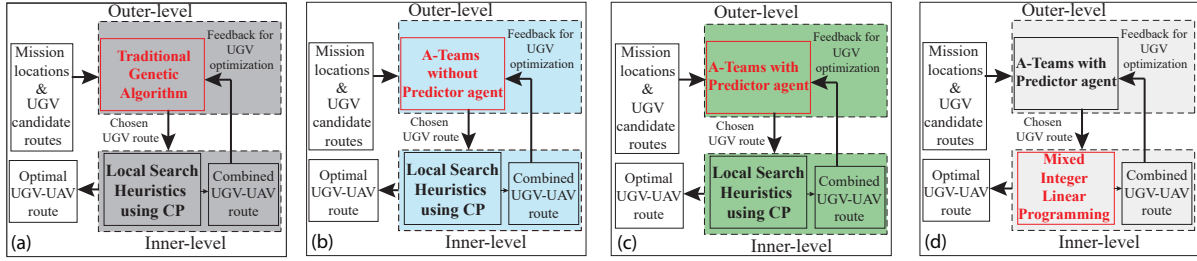 Outer-level
Mission
locations
&
UGV
candidate
routes
Traditional
Genetic
Algorithm
Feedback for
UGV
optimization
Chosen
UGV route
Optimal
UGV-UAV
route
Local Search
Heuristics
using CP
Combined
UGV-UAV
route
(a)
Inner-level
Outer-level
Mission
locations
&
UGV
candidate
routes
A-Teams
without
Predictor agent
Feedback for
UGV
optimization
Chosen
UGV route
Optimal
UGV-UAV
route
Local Search
Heuristics
using CP
Combined
UGV-UAV
route
(b)
Inner-level
Outer-level
Mission
locations
&
UGV
candidate
routes
A-Teams with
Predictor agent
Feedback for
UGV
optimization
Chosen
UGV route
Optimal
UGV-UAV
route
Local Search
Heuristics
using CP
Combined
UGV-UAV
route
(c)
Inner-level
Outer-level
Mission
locations
&
UGV
candidate
routes
A-Teams with
Predictor agent
Feedback for
UGV
optimization
Chosen
UGV route
Optimal
UGV-UAV
route
Mixed
Integer
Linear
Programming
Combined
UGV-UAV
route
(d)
Inner-level